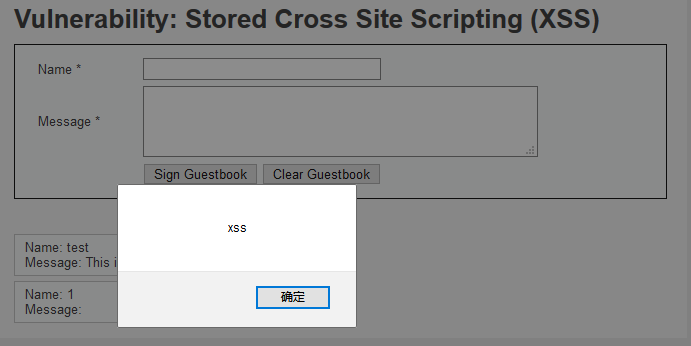 Vulnerability: Stored Cross Site Scripting (XSS)
Name *
Message *
Sign Guestbook Clear Guestbook
xss
Name: test
Message: This
确定
Name: 1
Message: